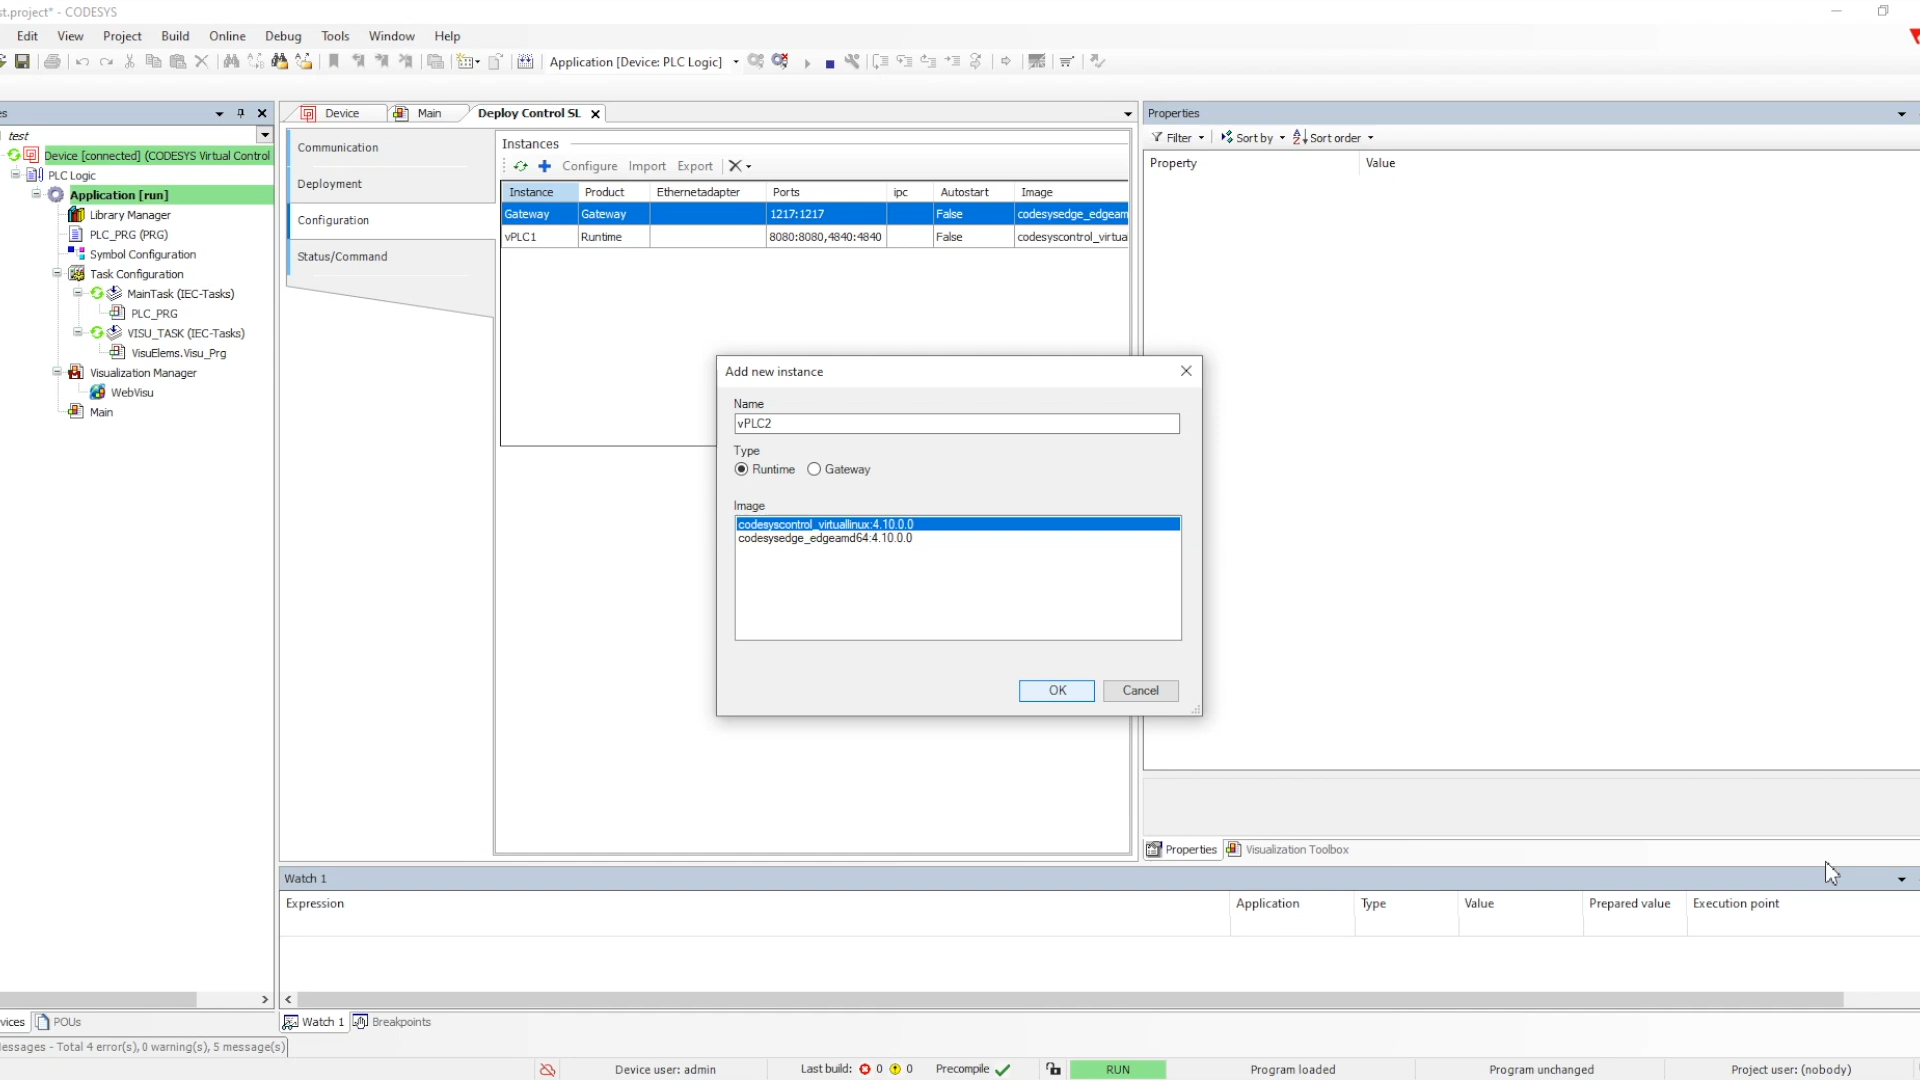 st.project* - CODESYS
Edit View Project Build Online Debug Tools Window Help
Application [Device: PLC Logic]
es
test
Device [connected] (CODESYS Virtual Control
PLC Logic
Application [run]
Library Manager
PLC_PRG (PRG)
Symbol Configuration
Task Configuration
MainTask (IEC-Tasks)
PLC_PRG
VISU_TASK (IEC-Tasks)
VisuElems.Visu_Prg
Visualization Manager
WebVisu
Main
vices POUs
Device Main Deploy Control SL
Communication
Deployment
Configuration
Status/Command
Instances
Configure Import Export
Instance Product Ethernetadapter Ports ipc Autostart Image
Gateway Gateway 1217:1217 False codesysedge_edgeam
vPLC1 Runtime 8080:8080,4840:4840 False codesyscontrol_virtua
Add new instance
Name
vPLC2
Type
Runtime Gateway
Image
codesyscontrol_virtuallinux:4.10.0.0
codesysedge_edgeamd64:4.10.0.0
OK Cancel
Properties
Filter Sort by Sort order
Property Value
Properties Visualization Toolbox
Watch 1
Expression Application Type Value Prepared value Execution point
Watch 1 Breakpoints
essages - Total 4 error(s), 0 warning(s), 5 message(s)
Device user: admin Last build: 0 0 Precompile RUN Program loaded Program unchanged Project user: (nobody)